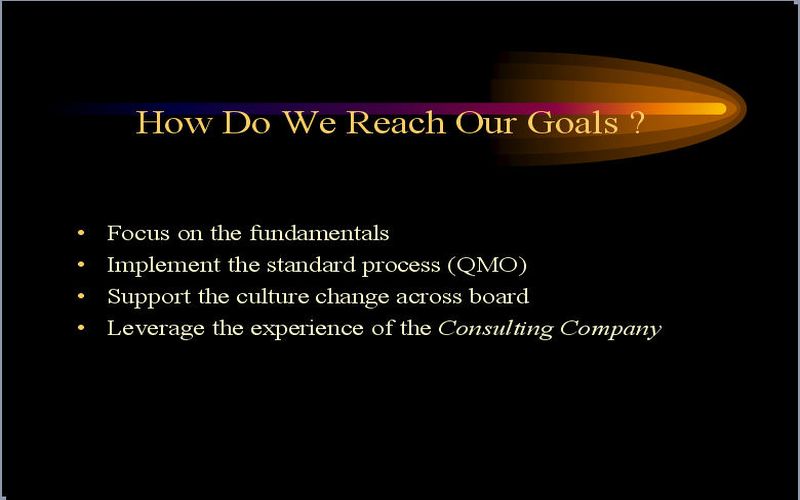 How Do We Reach Our Goals ?
• Focus on the fundamentals
• Implement the standard process (QMO)
• Support the culture change across board
• Leverage the experience of the Consulting Company